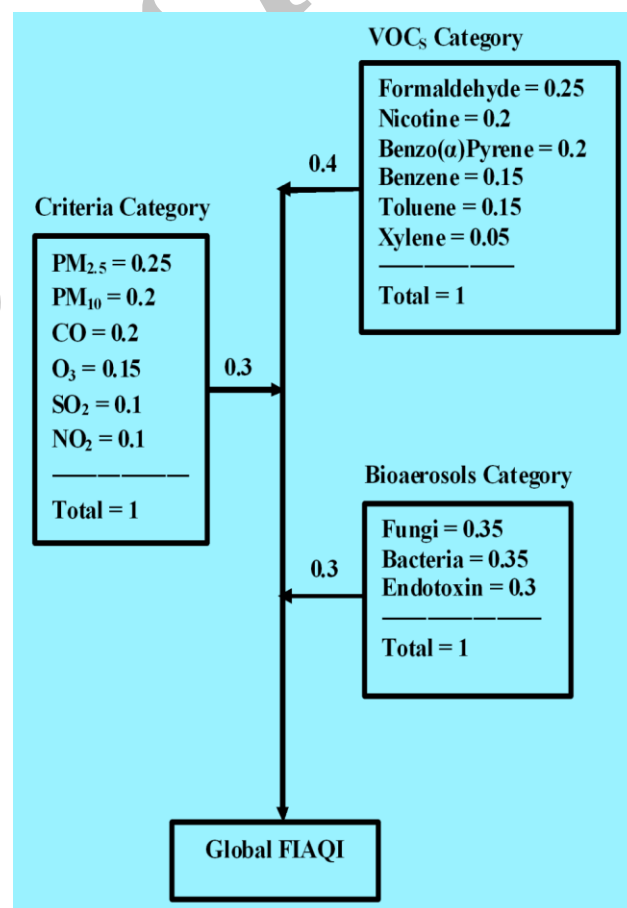 VOCs Category
Formaldehyde = 0.25
Nicotine = 0.2
Benzo(α)Pyrene = 0.2
Benzene = 0.15
Toluene = 0.15
Xylene = 0.05
Total = 1
0.4
Criteria Category
PM2.5 = 0.25
PM10 = 0.2
CO = 0.2
O3 = 0.15
SO2 = 0.1
NO2 = 0.1
Total = 1
0.3
Bioaerosols Category
Fungi = 0.35
Bacteria = 0.35
Endotoxin = 0.3
Total = 1
0.3
Global FIAQI